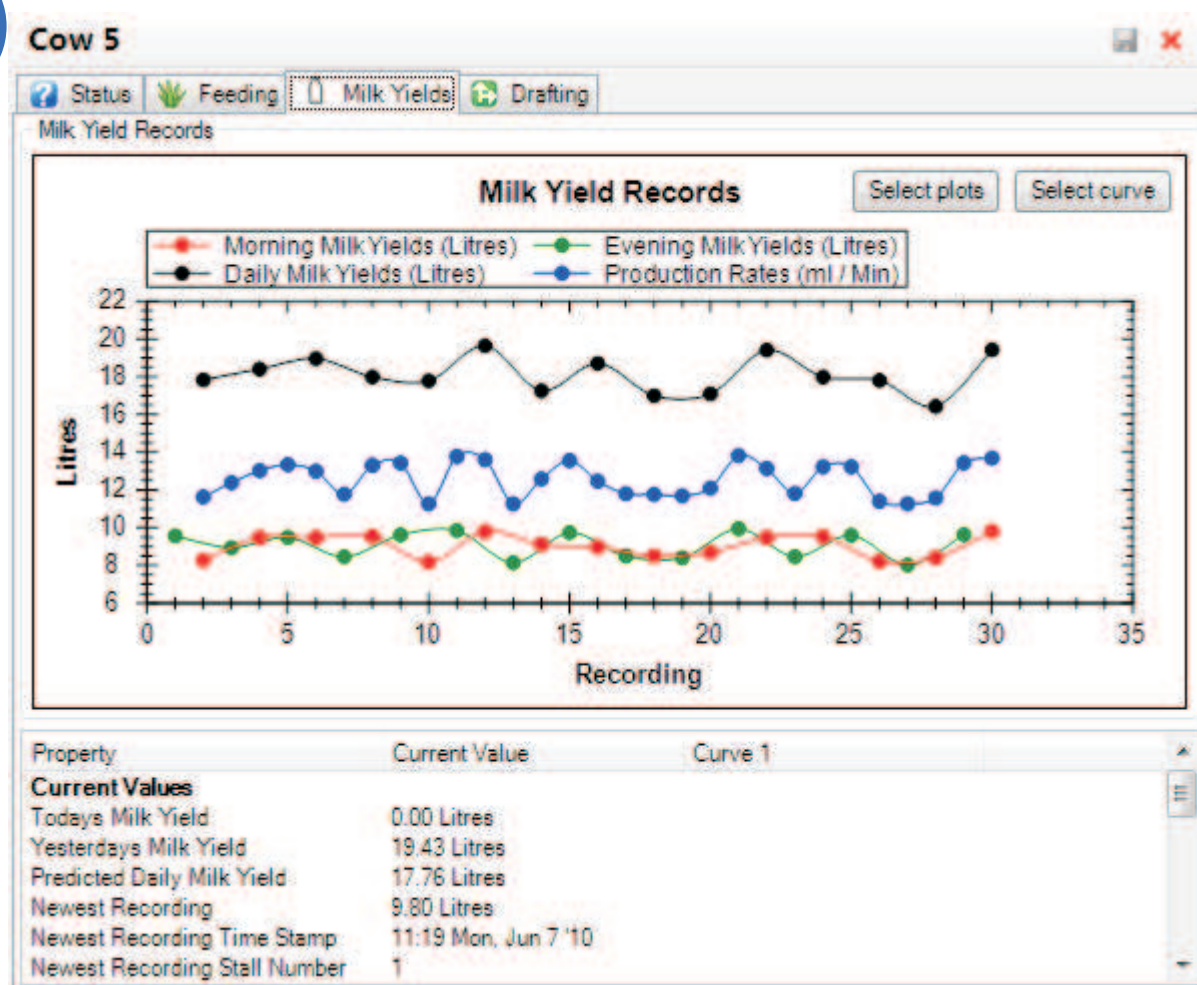 Cow 5
Status Feeding Milk Yields Drafting
Milk Yield Records
Milk Yield Records Select plots Select curve
Morning Milk Yields (Litres) Evening Milk Yields (Litres)
Daily Milk Yields (Litres) Production Rates (ml / Min)
22
20
18
16
14
12
10
8
6
Litres
0 5 10 15 20 25 30 35
Recording
Property Current Value Curve 1
Current Values
Todays Milk Yield 0.00 Litres
Yesterdays Milk Yield 19.43 Litres
Predicted Daily Milk Yield 17.76 Litres
Newest Recording 9.80 Litres
Newest Recording Time Stamp 11:19 Mon, Jun 7 '10
Newest Recording Stall Number 1